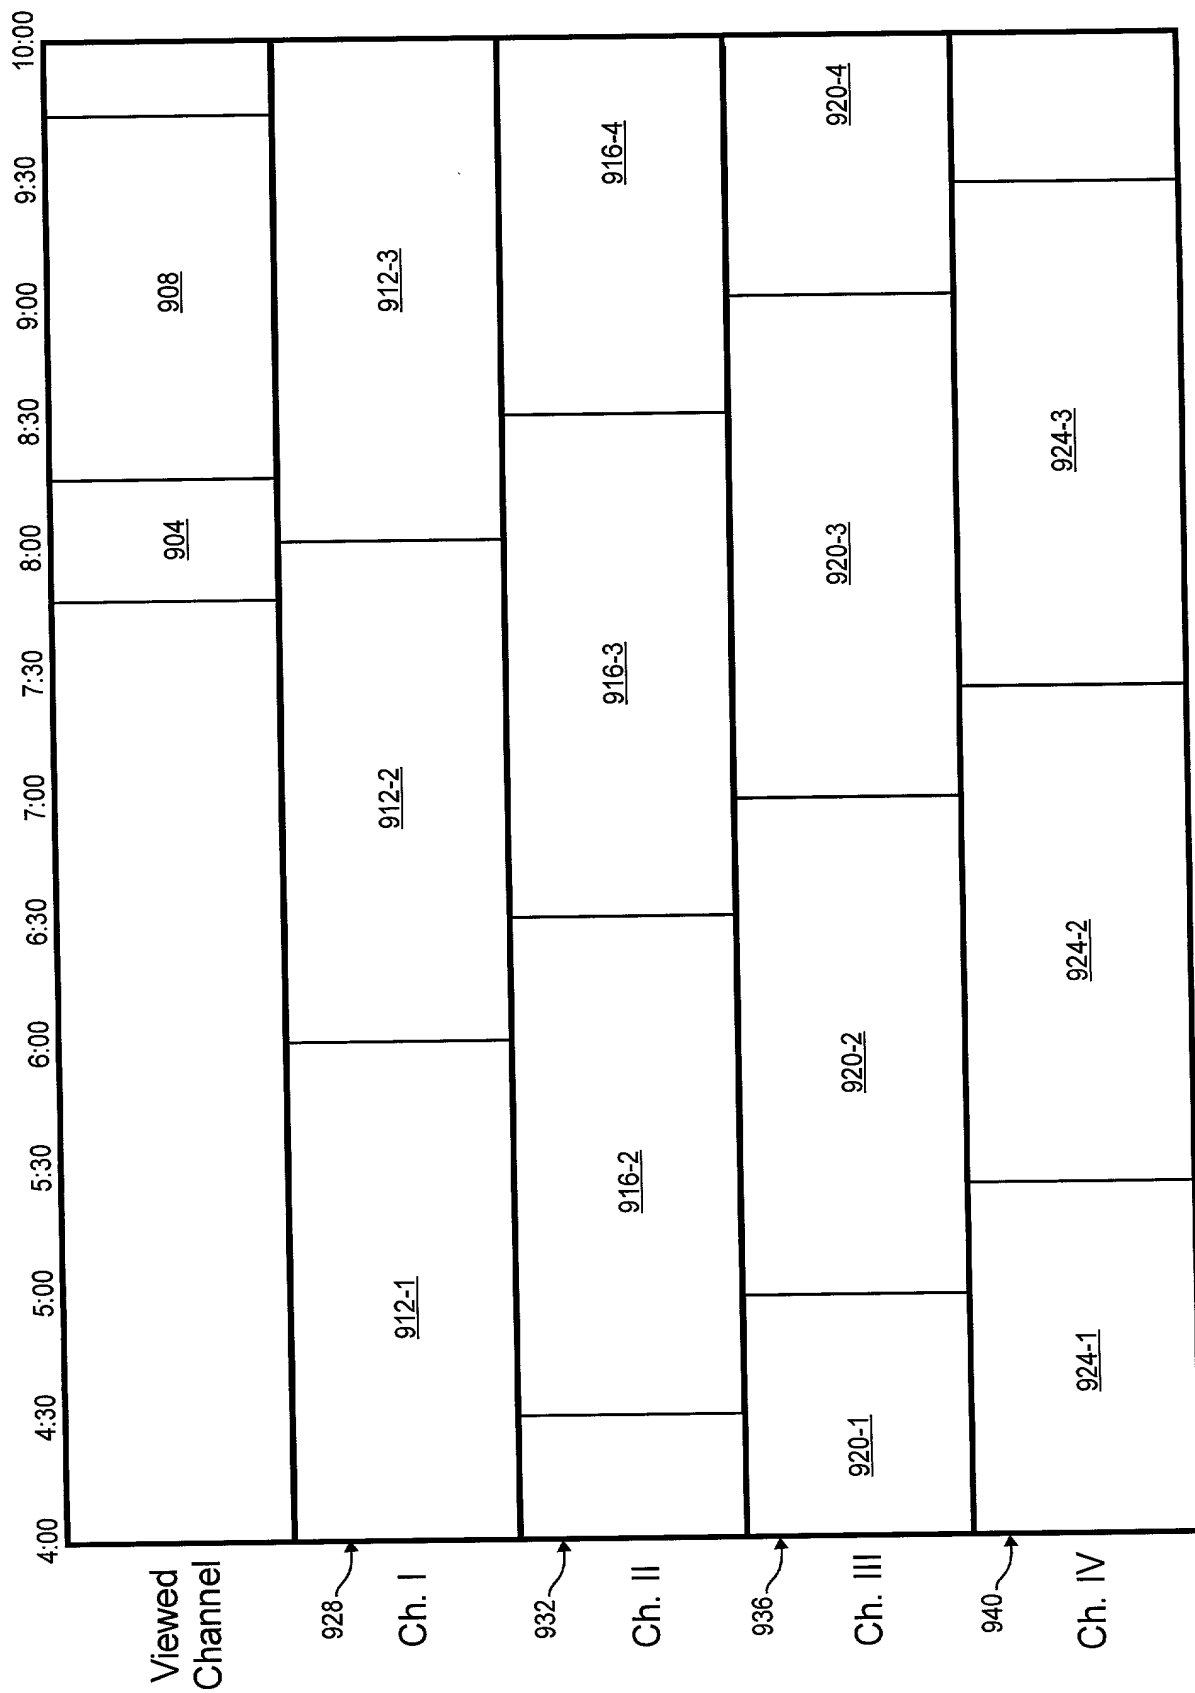 4:00 4:30 5:00 5:30 6:00 6:30 7:00 7:30 8:00 8:30 9:00 9:30 10:00
Viewed
Channel
904 908
928
Ch. I
912-1 912-2 912-3
932
Ch. II
916-2 916-3 916-4
936
Ch. III
920-1 920-2 920-3 920-4
940
Ch. IV
924-1 924-2 924-3